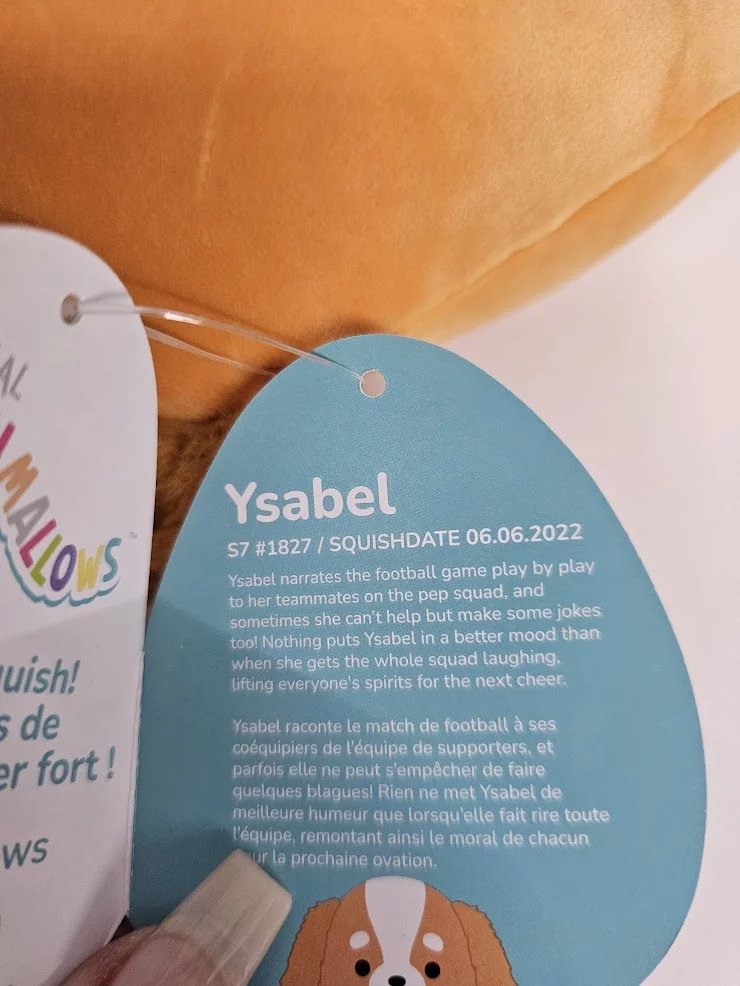 AL
MALLOWS™
uish!
s de
er fort !
ws
Ysabel
S7 #1827 / SQUISHDATE 06.06.2022
Ysabel narrates the football game play by play
to her teammates on the pep squad, and
sometimes she can't help but make some jokes
too! Nothing puts Ysabel in a better mood than
when she gets the whole squad laughing,
lifting everyone's spirits for the next cheer.
Ysabel raconte le match de football à ses
coéquipiers de l'équipe de supporters, et
parfois elle ne peut s'empêcher de faire
quelques blagues! Rien ne met Ysabel de
meilleure humeur que lorsqu'elle fait rire toute
l'équipe, remontant ainsi le moral de chacun
ur la prochaine ovation.